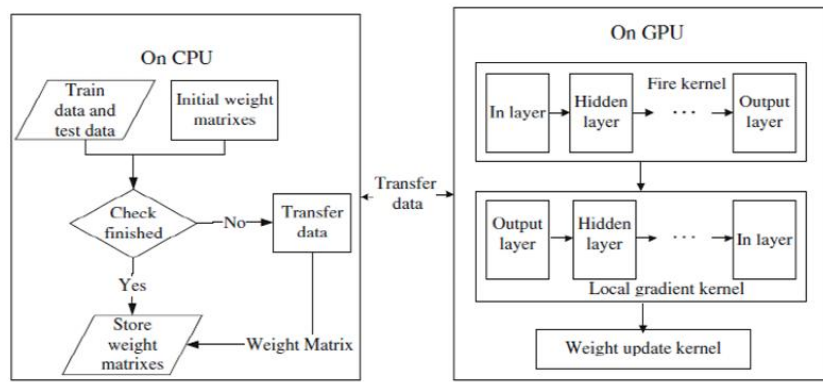 On CPU
Train
data and
test data
Initial weight
matrixes
Check
finished
No
Transfer
data
Yes
Store
weight
matrixes
Weight Matrix
Transfer
data
On GPU
Fire kernel
In layer
Hidden
layer
. . .
Output
layer
Output
layer
Hidden
layer
. . .
In layer
Local gradient kernel
Weight update kernel